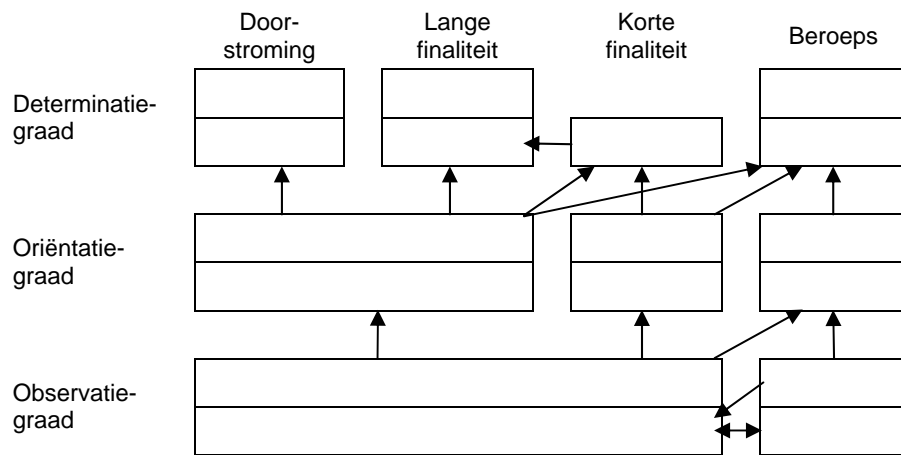 Door-
stroming
Lange
finaliteit
Korte
finaliteit
Beroeps
Determinatie-
graad
Oriëntatie-
graad
Observatie-
graad